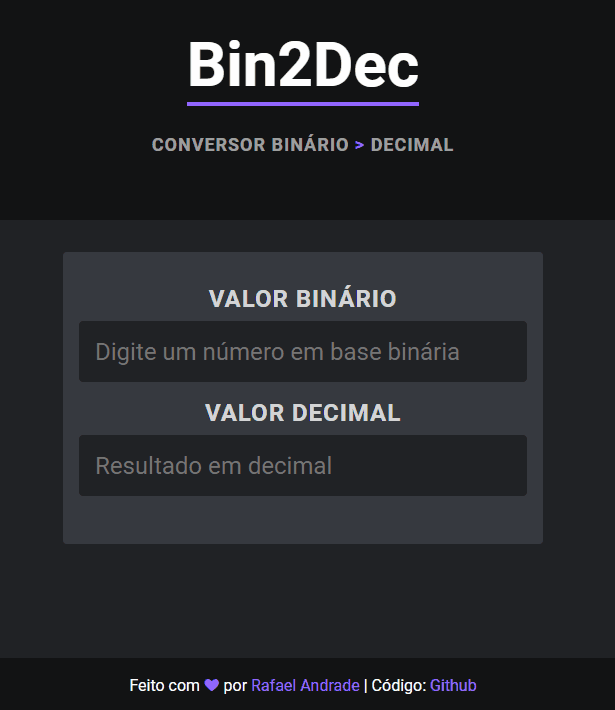 Bin2Dec
CONVERSOR BINÁRIO > DECIMAL
VALOR BINÁRIO
Digite um número em base binária
VALOR DECIMAL
Resultado em decimal
Feito com 💜 por Rafael Andrade | Código: Github